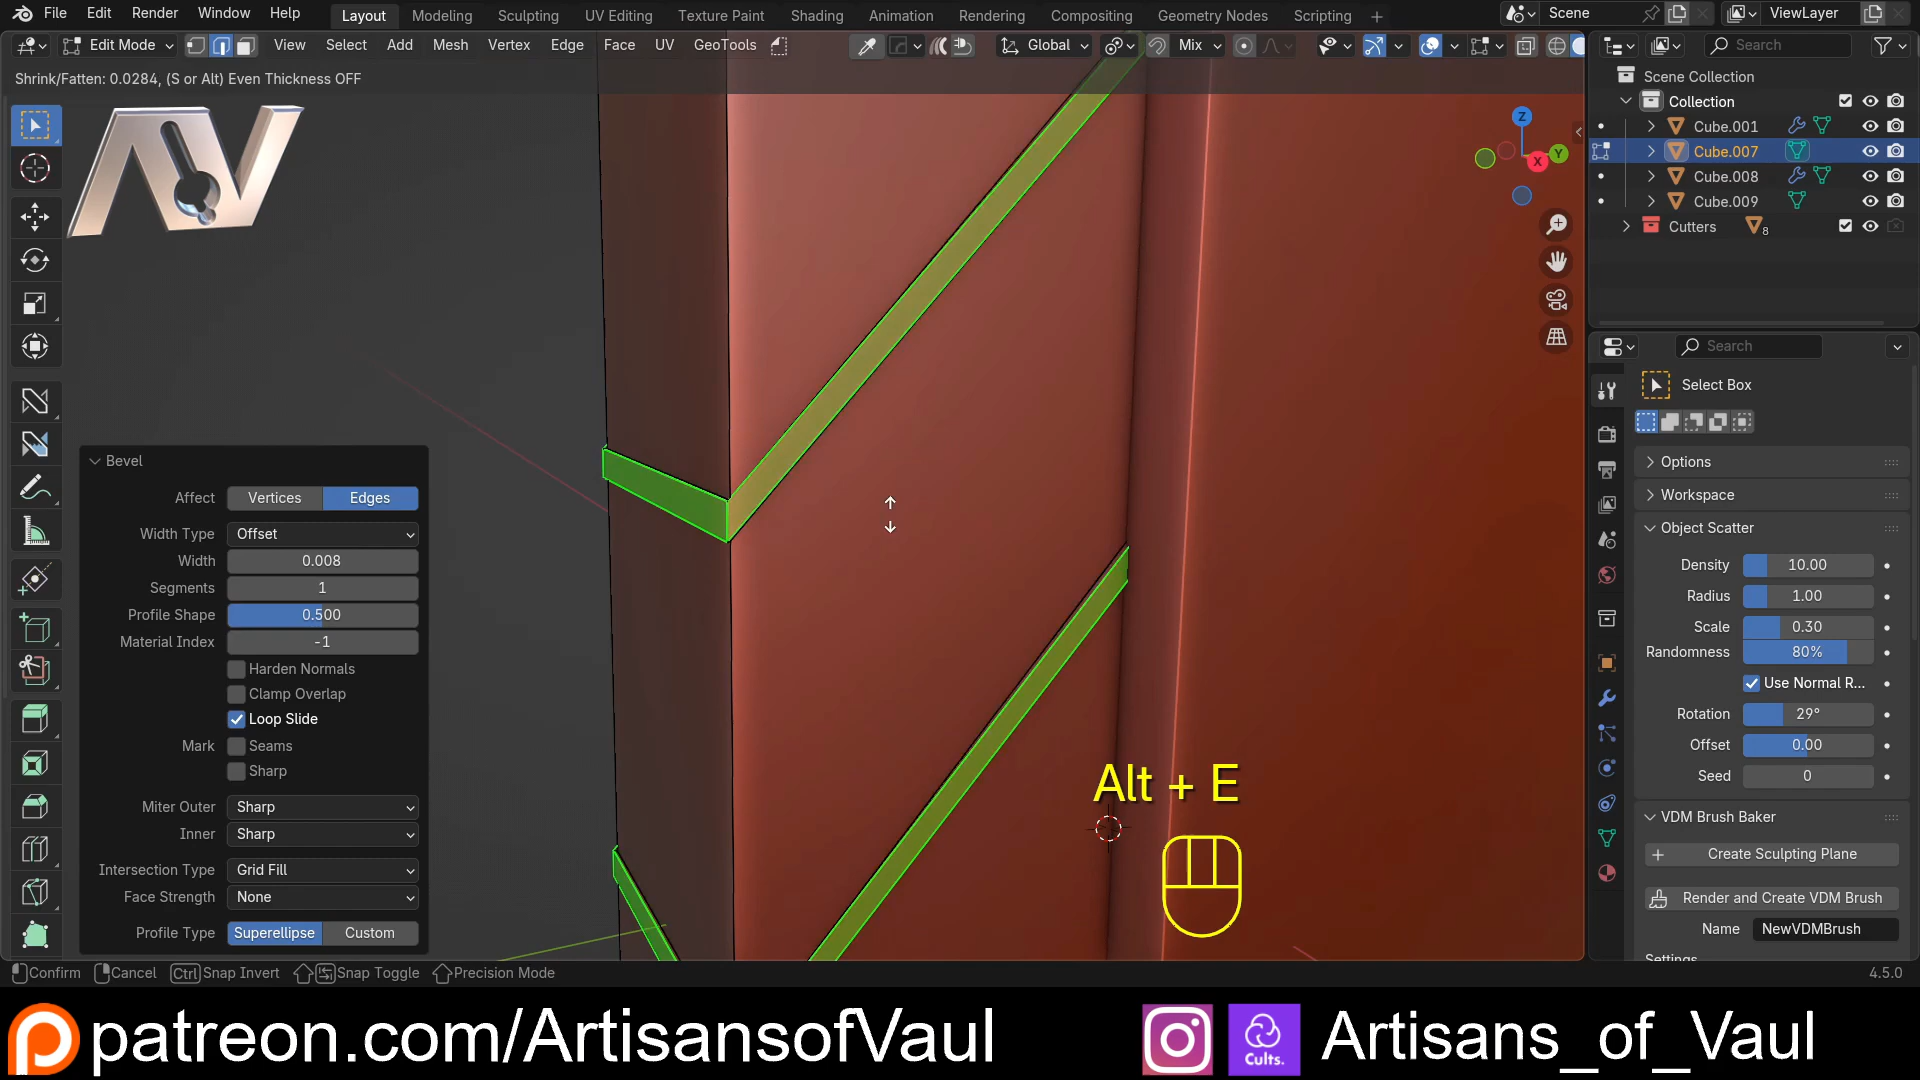 File Edit Render Window Help Layout Modeling Sculpting UV Editing Texture Paint Shading Animation Rendering Compositing Geometry Nodes Scripting Scene ViewLayer
Edit Mode View Select Add Mesh Vertex Edge Face UV GeoTools Global Mix Search
Shrink/Fatten: 0.0284, (S or Alt) Even Thickness OFF
Scene Collection
Collection
Cube.001
Cube.007
Cube.008
Cube.009
Cutters 8
Z
Y
X
AV
Search
Select Box
Options
Workspace
Object Scatter
Density 10.00
Radius 1.00
Scale 0.30
Randomness 80%
Use Normal R...
Rotation 29°
Offset 0.00
Seed 0
VDM Brush Baker
Create Sculpting Plane
Render and Create VDM Brush
Name NewVDMBrush
Settings
Bevel
Affect Vertices Edges
Width Type Offset
Width 0.008
Segments 1
Profile Shape 0.500
Material Index -1
Harden Normals
Clamp Overlap
Loop Slide
Mark Seams
Sharp
Miter Outer Sharp
Inner Sharp
Intersection Type Grid Fill
Face Strength None
Profile Type Superellipse Custom
Alt + E
Confirm Cancel Ctrl Snap Invert Snap Toggle Precision Mode 4.5.0
patreon.com/ArtisansofVaul Cults. Artisans_of_Vaul